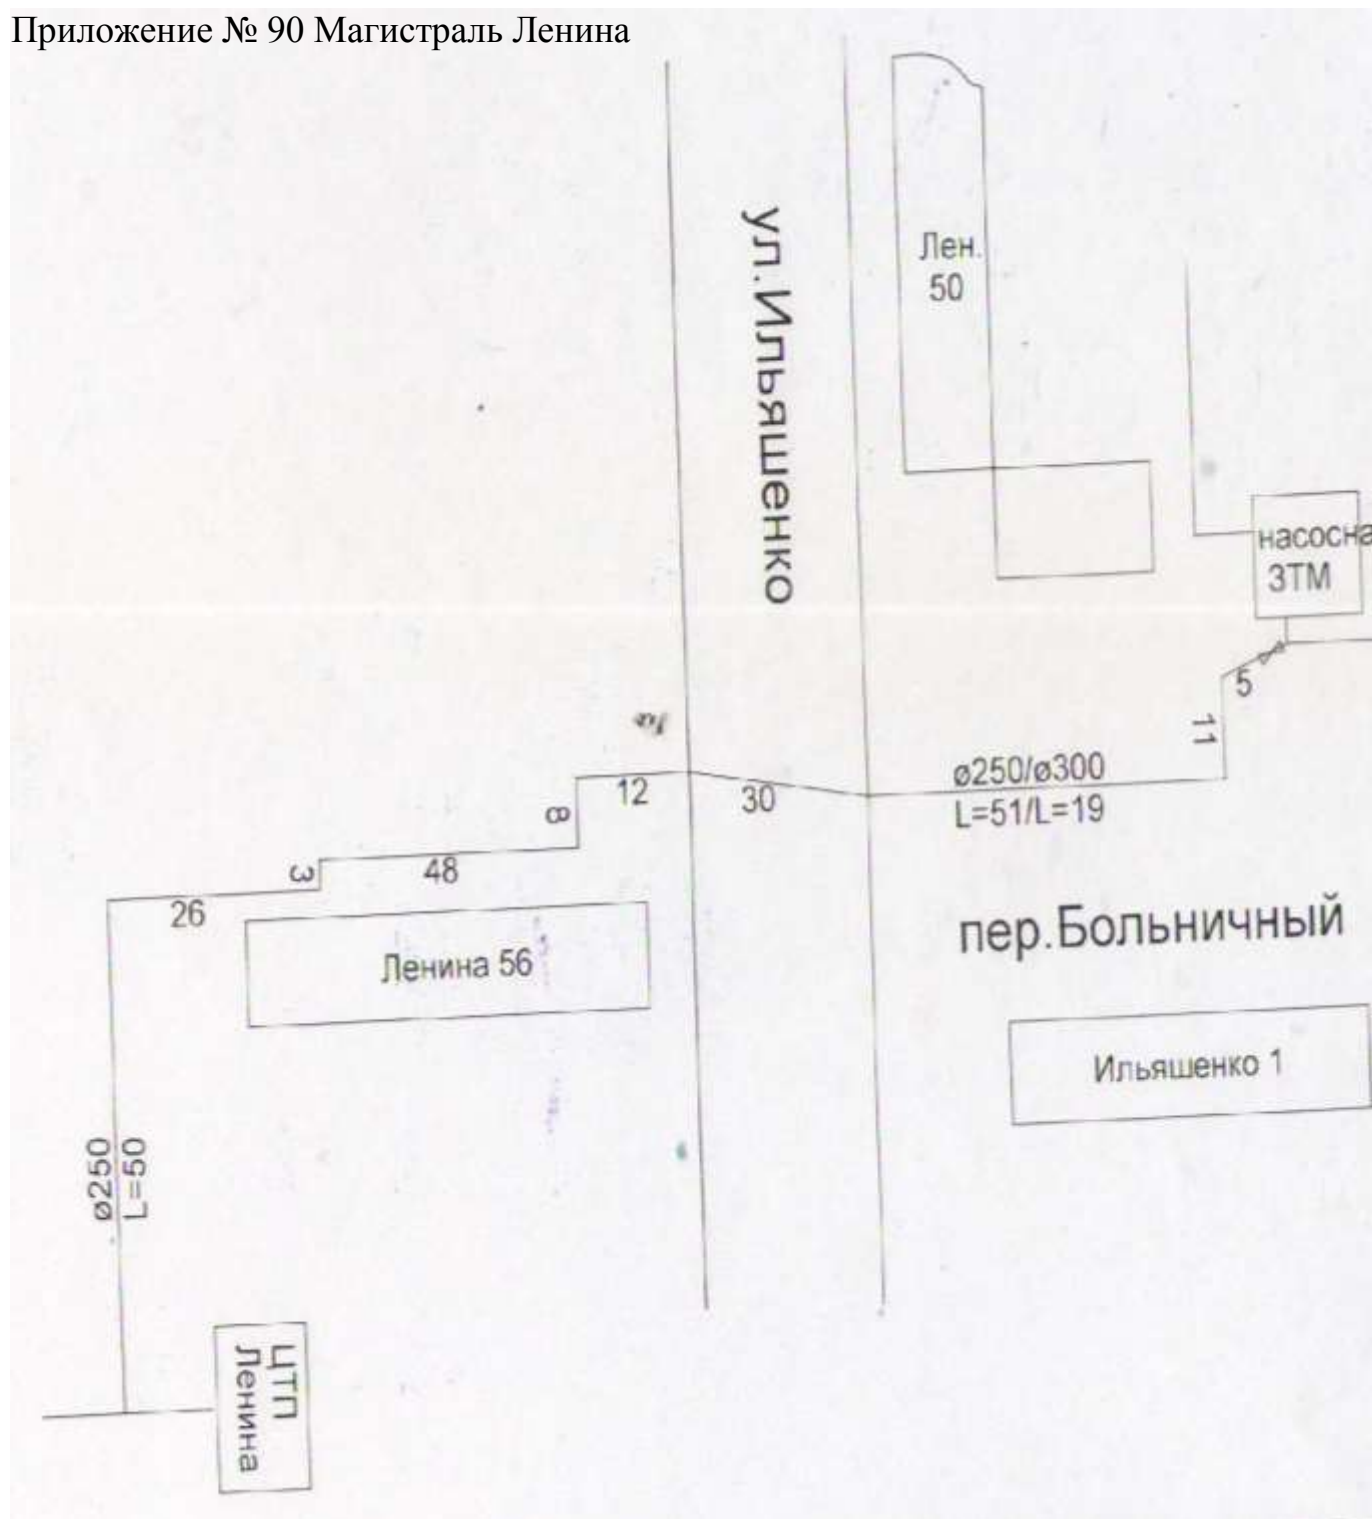 Приложение № 90 Магистраль Ленина
ул.Ильяшенко
Лен.
50
насосна
ЗТМ
5
11
ø250/ø300
L=51/L=19
30
12
8
48
3
26
Ленина 56
пер.Больничный
Ильяшенко 1
ø250
L=50
ЦТП
Ленина